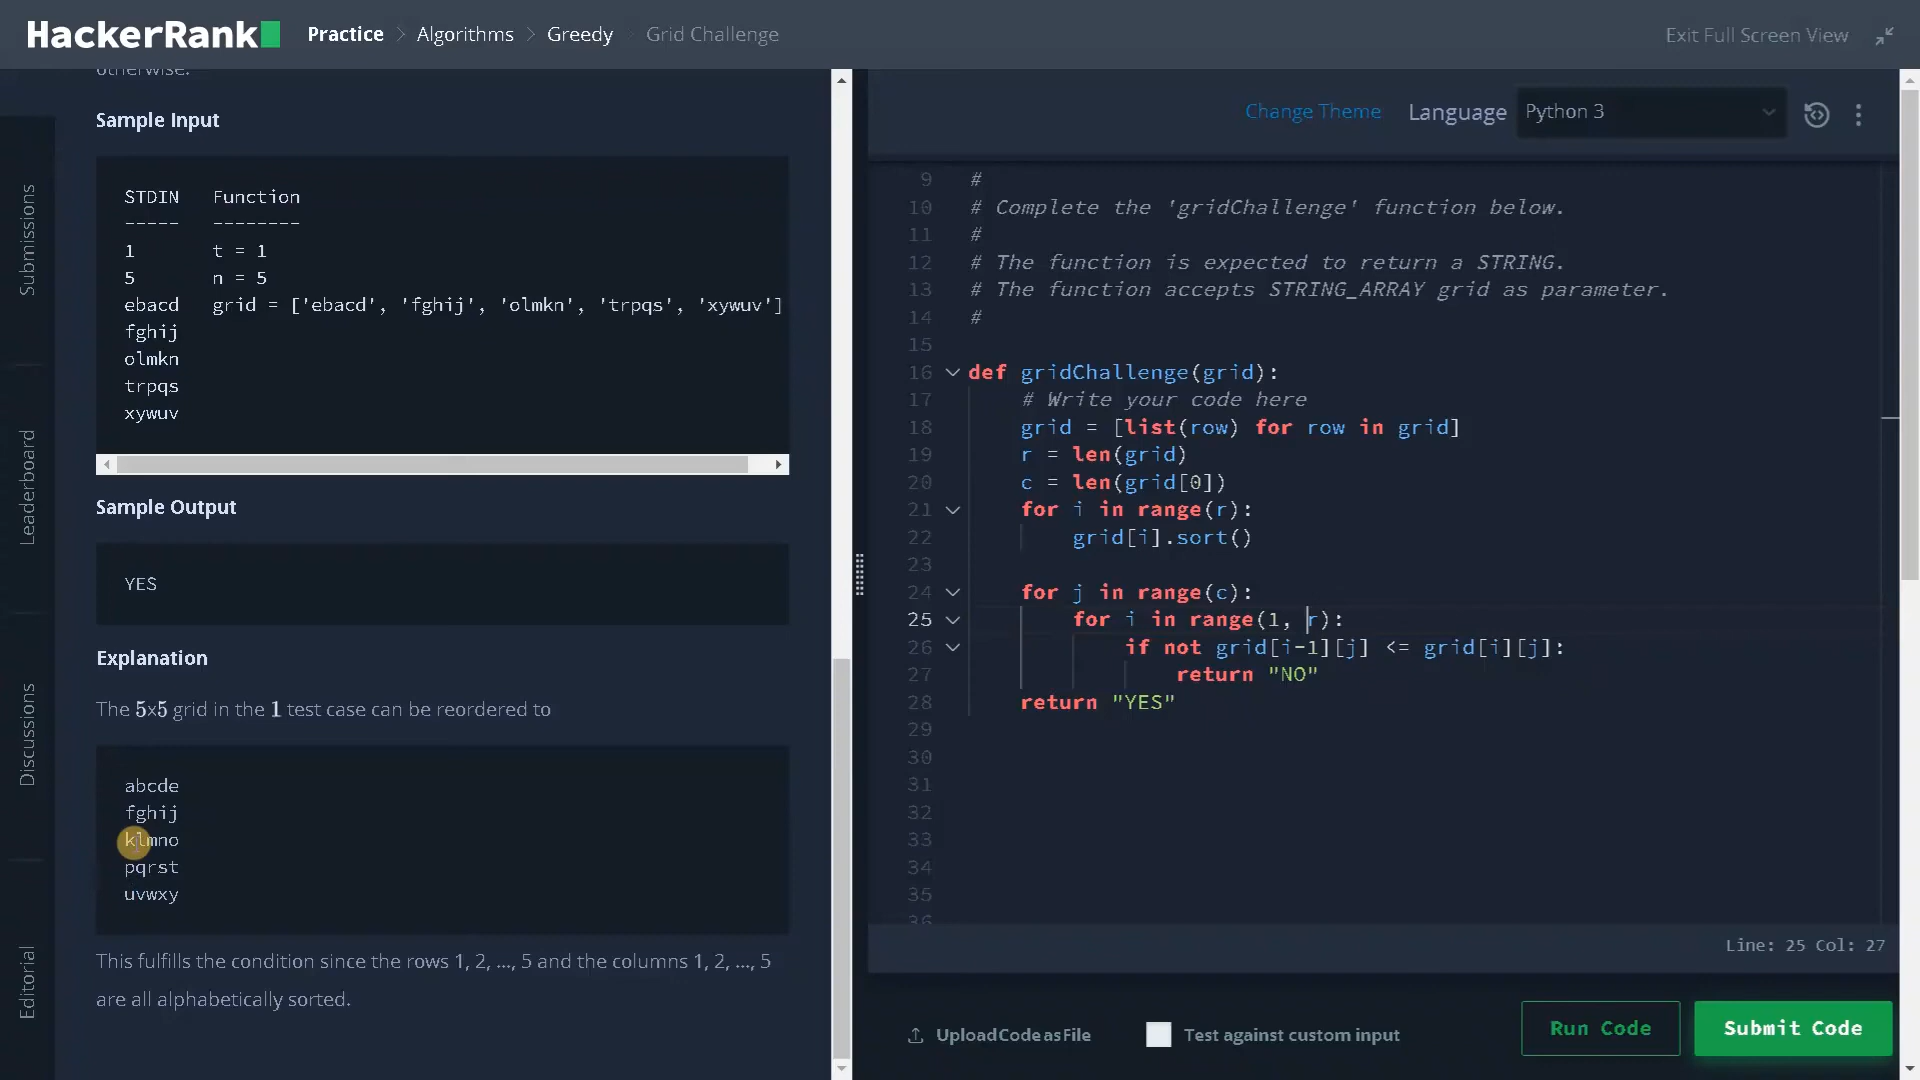 HackerRank
Practice > Algorithms > Greedy > Grid Challenge
Exit Full Screen View
otherwise.
Sample Input
STDIN Function
----- --------
1 t = 1
5 n = 5
ebacd grid = ['ebacd', 'fghij', 'olmkn', 'trpqs', 'xywuv']
fghij
olmkn
trpqs
xywuv
Sample Output
YES
Explanation
The 5x5 grid in the 1 test case can be reordered to
abcde
fghij
klmno
pqrst
uvwxy
This fulfills the condition since the rows 1, 2, ..., 5 and the columns 1, 2, ..., 5
are all alphabetically sorted.
Submissions
Leaderboard
Discussions
Editorial
Change Theme Language Python 3
9 #
10 # Complete the 'gridChallenge' function below.
11 #
12 # The function is expected to return a STRING.
13 # The function accepts STRING_ARRAY grid as parameter.
14 #
15
16 def gridChallenge(grid):
17 # Write your code here
18 grid = [list(row) for row in grid]
19 r = len(grid)
20 c = len(grid[0])
21 for i in range(r):
22 grid[i].sort()
23
24 for j in range(c):
25 for i in range(1, r):
26 if not grid[i-1][j] <= grid[i][j]:
27 return "NO"
28 return "YES"
29
30
31
32
33
34
35
36
Line: 25 Col: 27
Upload Code as File
Test against custom input
Run Code
Submit Code